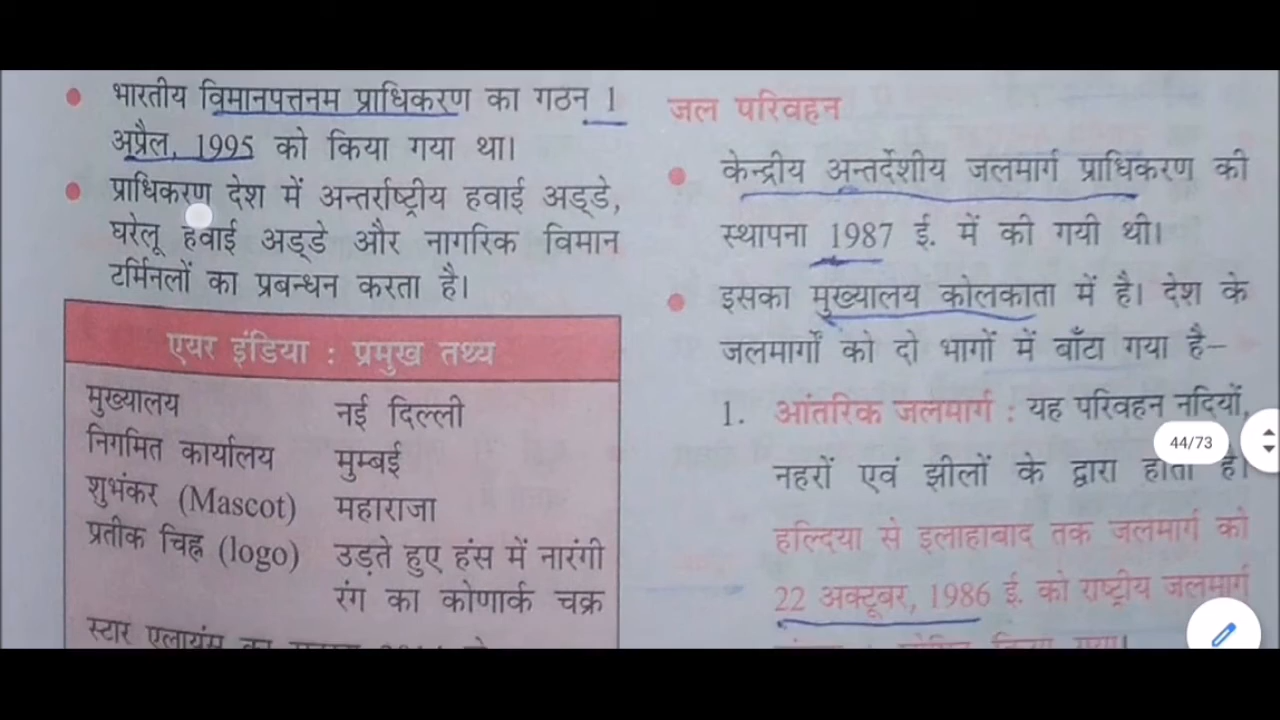 भारतीय विमानपत्तनम प्राधिकरण का गठन 1
अप्रैल, 1995 को किया गया था।
प्राधिकरण देश में अन्तर्राष्ट्रीय हवाई अड्डे,
घरेलू हवाई अड्डे और नागरिक विमान
टर्मिनलों का प्रबन्धन करता है।
एयर इंडिया : प्रमुख तथ्य
मुख्यालय नई दिल्ली
निगमित कार्यालय मुम्बई
शुभंकर (Mascot) महाराजा
प्रतीक चिह्न (logo) उड़ते हुए हंस में नारंगी
रंग का कोणार्क चक्र
स्टार एलायंस का
जल परिवहन
केन्द्रीय अन्तर्देशीय जलमार्ग प्राधिकरण की
स्थापना 1987 ई. में की गयी थी।
इसका मुख्यालय कोलकाता में है। देश के
जलमार्गों को दो भागों में बाँटा गया है–
1. आंतरिक जलमार्ग : यह परिवहन नदियों,
नहरों एवं झीलों के द्वारा होता है।
हल्दिया से इलाहाबाद तक जलमार्ग को
22 अक्टूबर, 1986 ई. को राष्ट्रीय जलमार्ग
किया गया।
44/73